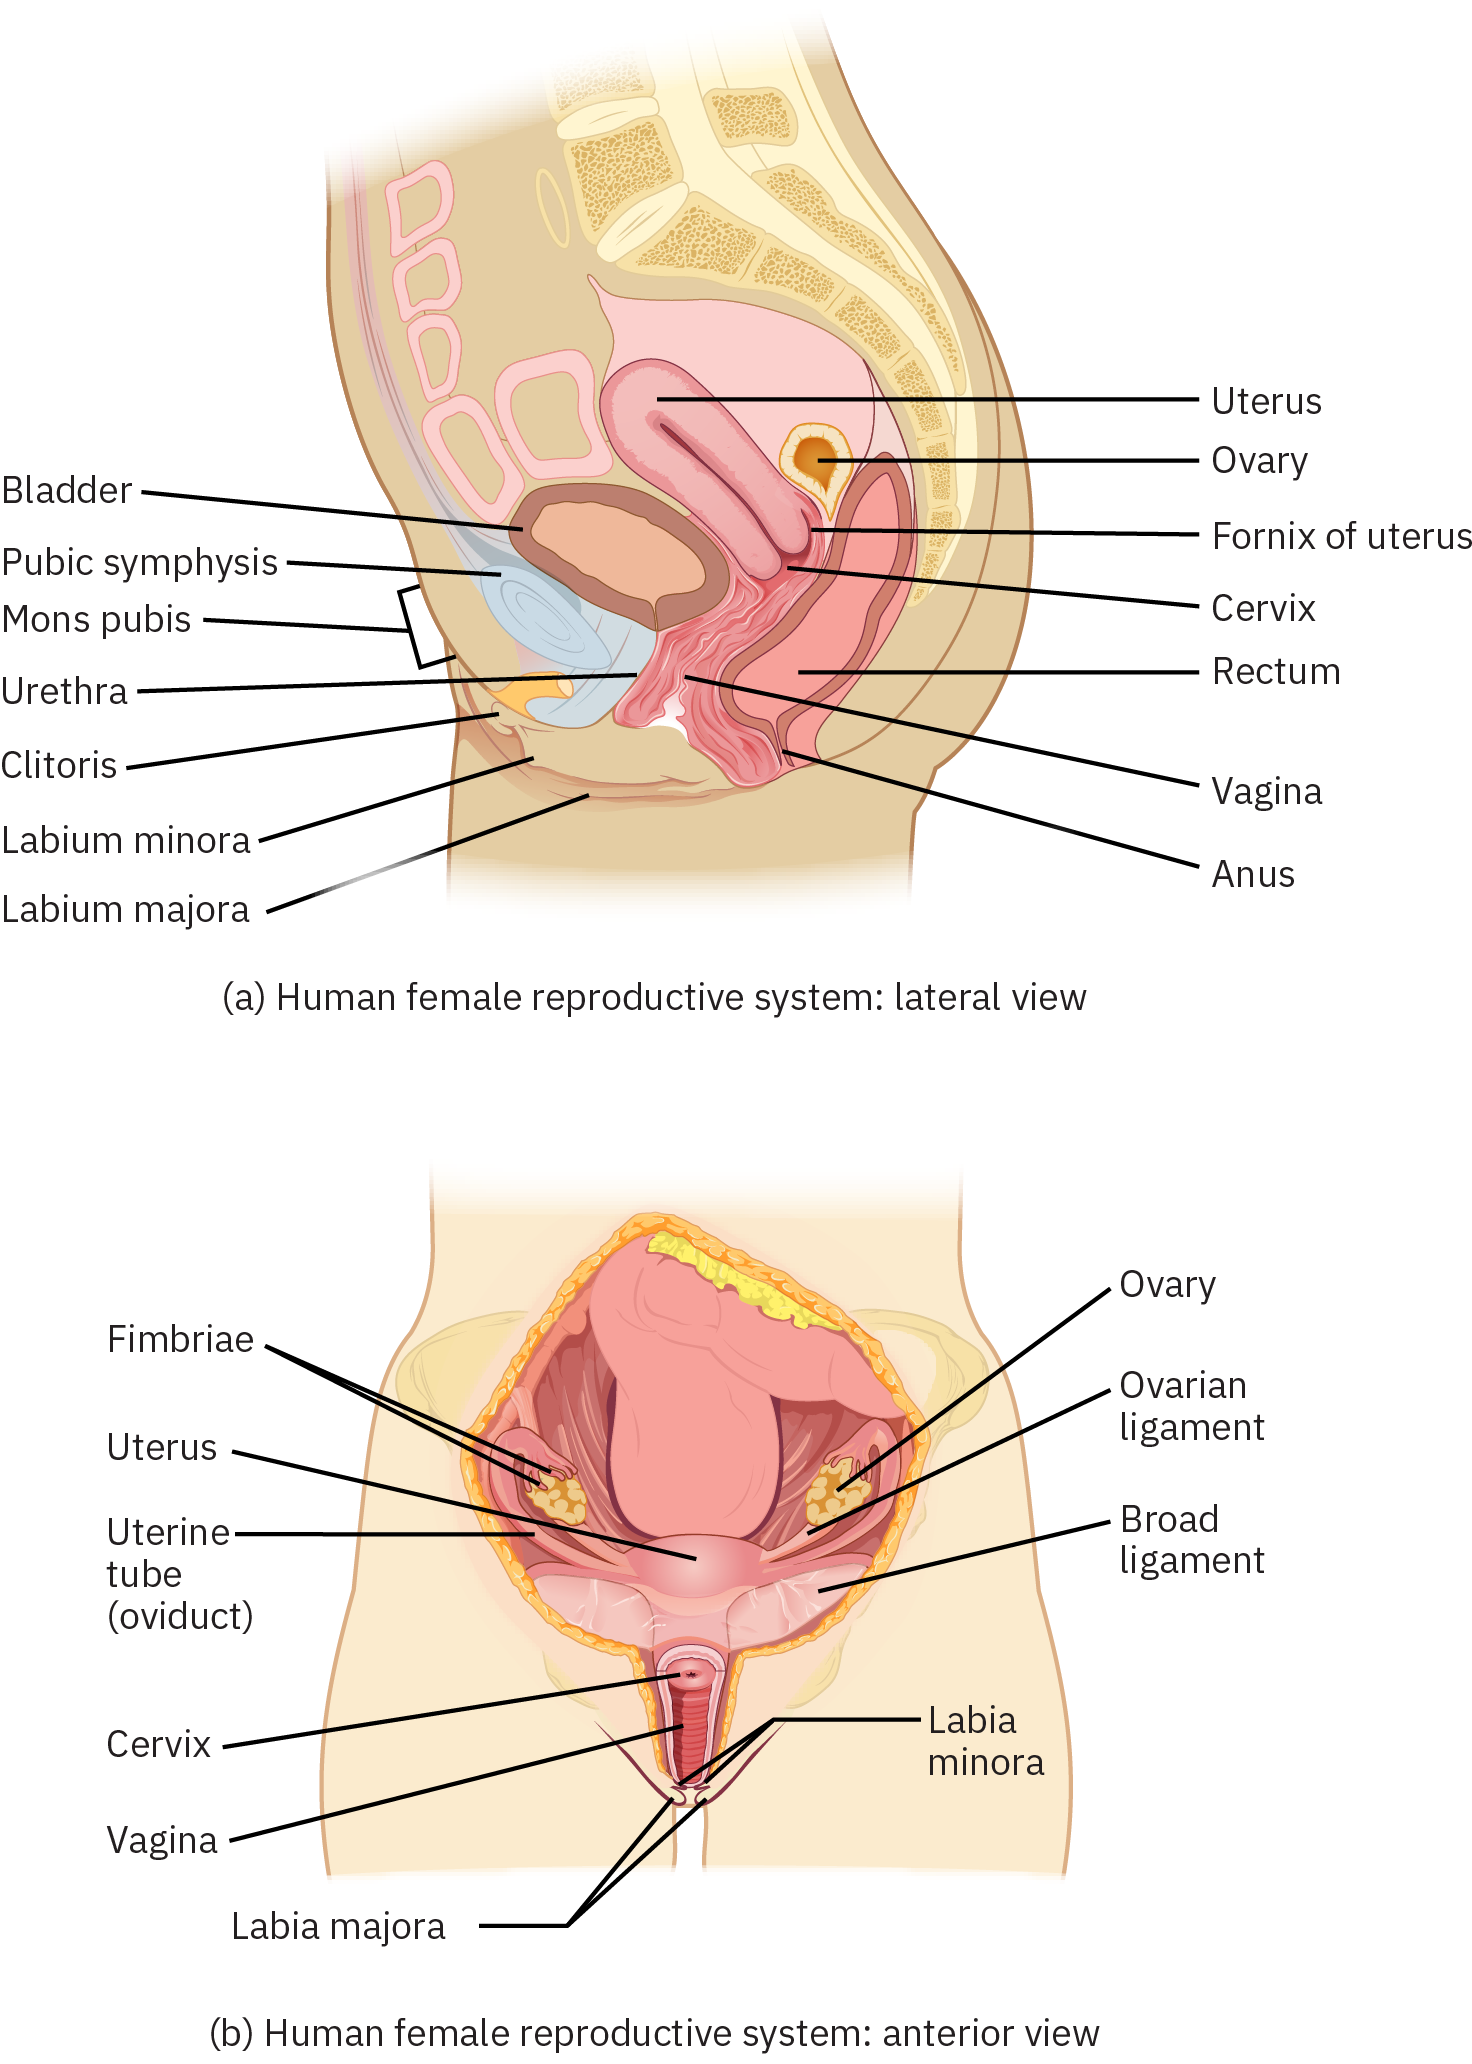 Uterus
Ovary
Bladder
Fornix of uterus
Pubic symphysis
Mons pubis
Cervix
Rectum
Urethra
Clitoris
Vagina
Labium minora
Anus
Labium majora
(a) Human female reproductive system: lateral view
Ovary
Fimbriae
Ovarian
ligament
Uterus
Broad
ligament
Uterine
tube
(oviduct)
Labia
minora
Cervix
Vagina
Labia majora
(b) Human female reproductive system: anterior view